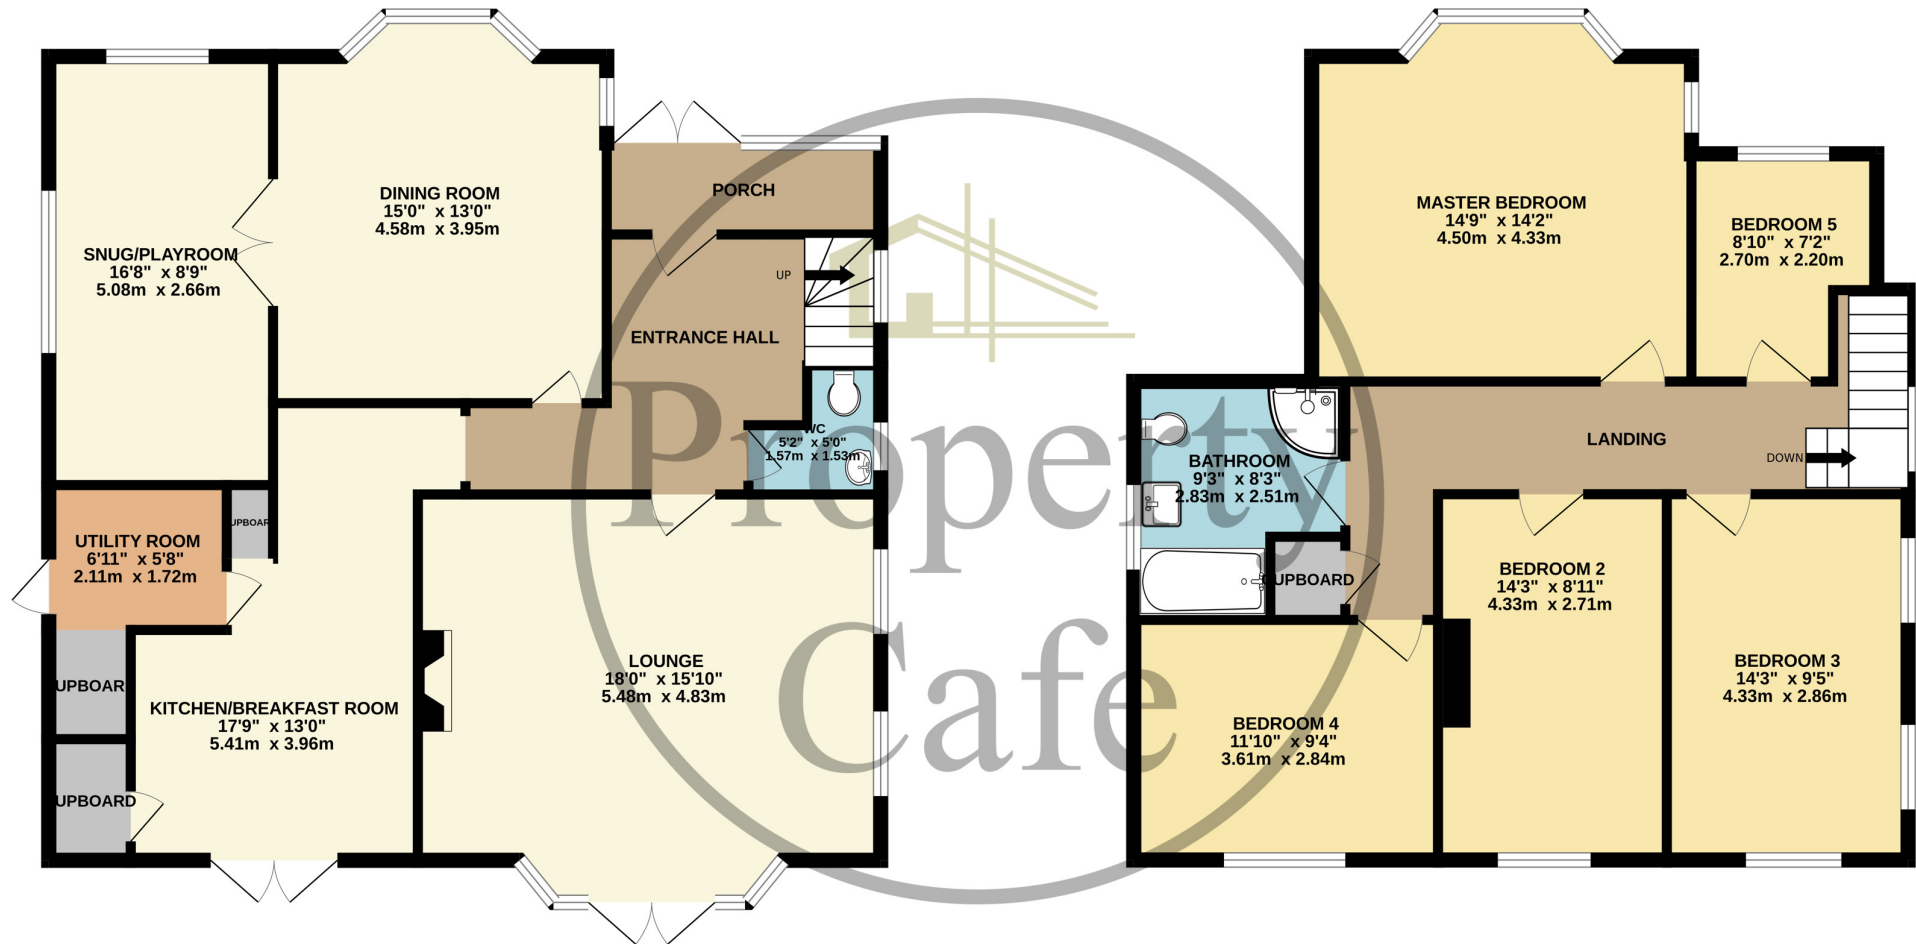 DINING ROOM
15'0" x 13'0"
4.58m x 3.95m
PORCH
SNUG/PLAYROOM
16'8" x 8'9"
5.08m x 2.66m
UP
ENTRANCE HALL
WC
5'2" x 5'0"
1.57m x 1.53m
UPBOAR
UTILITY ROOM
6'11" x 5'8"
2.11m x 1.72m
UPBOAR
LOUNGE
18'0" x 15'10"
5.48m x 4.83m
KITCHEN/BREAKFAST ROOM
17'9" x 13'0"
5.41m x 3.96m
UPBOARD
MASTER BEDROOM
14'9" x 14'2"
4.50m x 4.33m
BEDROOM 5
8'10" x 7'2"
2.70m x 2.20m
LANDING
DOWN
BATHROOM
9'3" x 8'3"
2.83m x 2.51m
CUPBOARD
BEDROOM 2
14'3" x 8'11"
4.33m x 2.71m
BEDROOM 3
14'3" x 9'5"
4.33m x 2.86m
BEDROOM 4
11'10" x 9'4"
3.61m x 2.84m
Property
Cafe